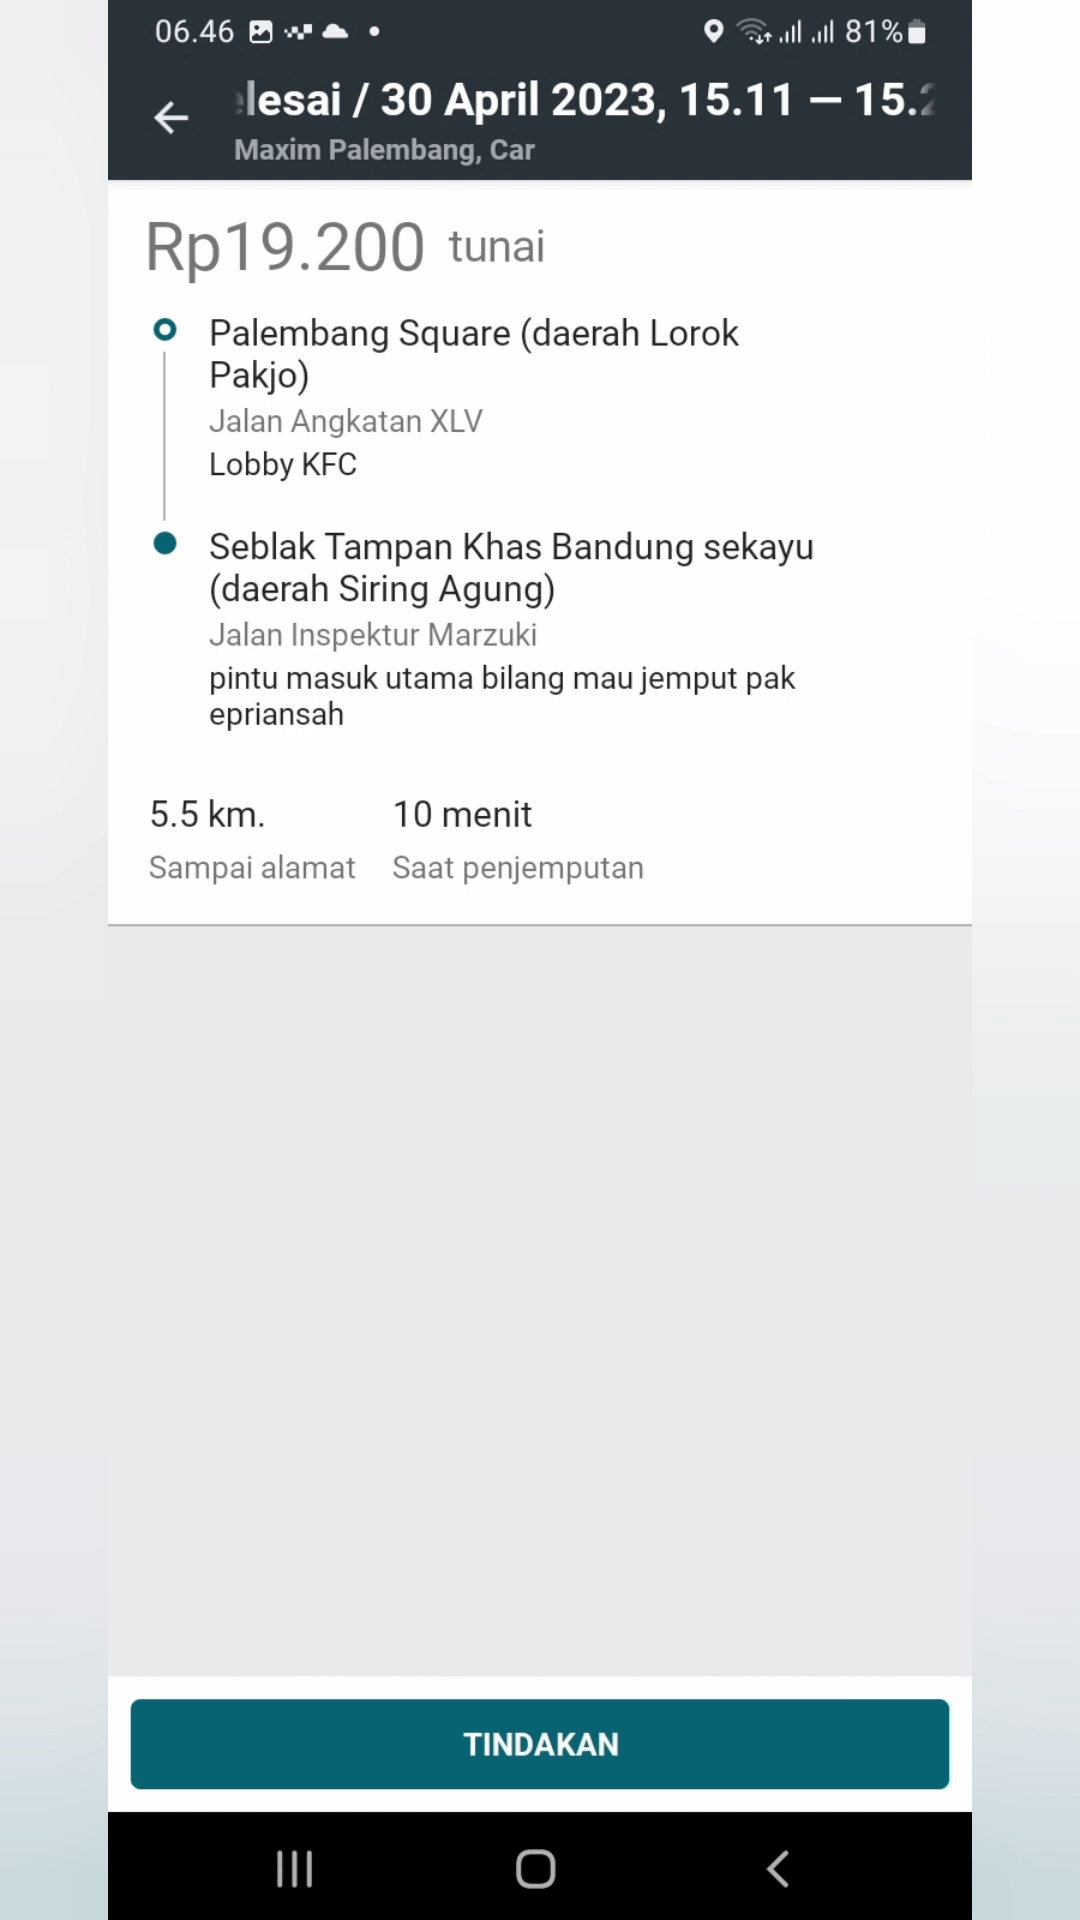 06.46 81%
lesai / 30 April 2023, 15.11 — 15.2
Maxim Palembang, Car
Rp19.200 tunai
Palembang Square (daerah Lorok
Pakjo)
Jalan Angkatan XLV
Lobby KFC
Seblak Tampan Khas Bandung sekayu
(daerah Siring Agung)
Jalan Inspektur Marzuki
pintu masuk utama bilang mau jemput pak
epriansah
5.5 km. 10 menit
Sampai alamat Saat penjemputan
TINDAKAN